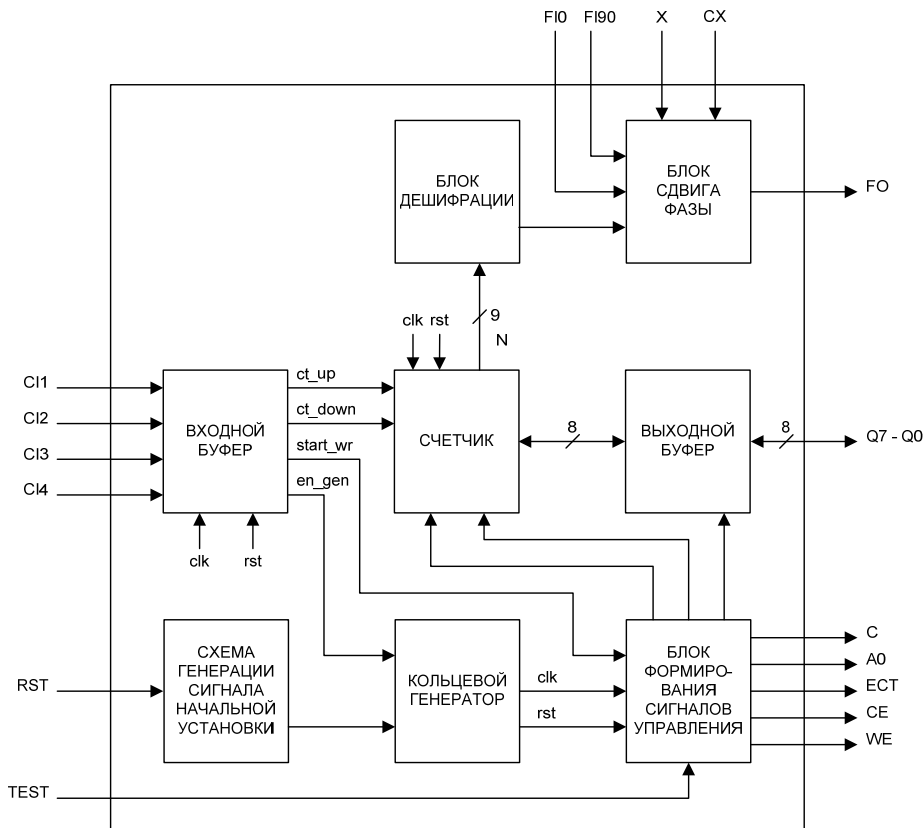 FI0 FI90 X CX
БЛОК
ДЕШИФРАЦИИ
БЛОК
СДВИГА
ФАЗЫ
FO
clk rst
9
N
CI1
CI2
CI3
CI4
ВХОДНОЙ
БУФЕР
ct_up
ct_down
start_wr
en_gen
clk rst
СЧЕТЧИК
8
ВЫХОДНОЙ
БУФЕР
8
Q7 - Q0
RST
СХЕМА
ГЕНЕРАЦИИ
СИГНАЛА
НАЧАЛЬНОЙ
УСТАНОВКИ
КОЛЬЦЕВОЙ
ГЕНЕРАТОР
clk
rst
БЛОК
ФОРМИРО-
ВАНИЯ
СИГНАЛОВ
УПРАВЛЕНИЯ
C
A0
ECT
CE
WE
TEST